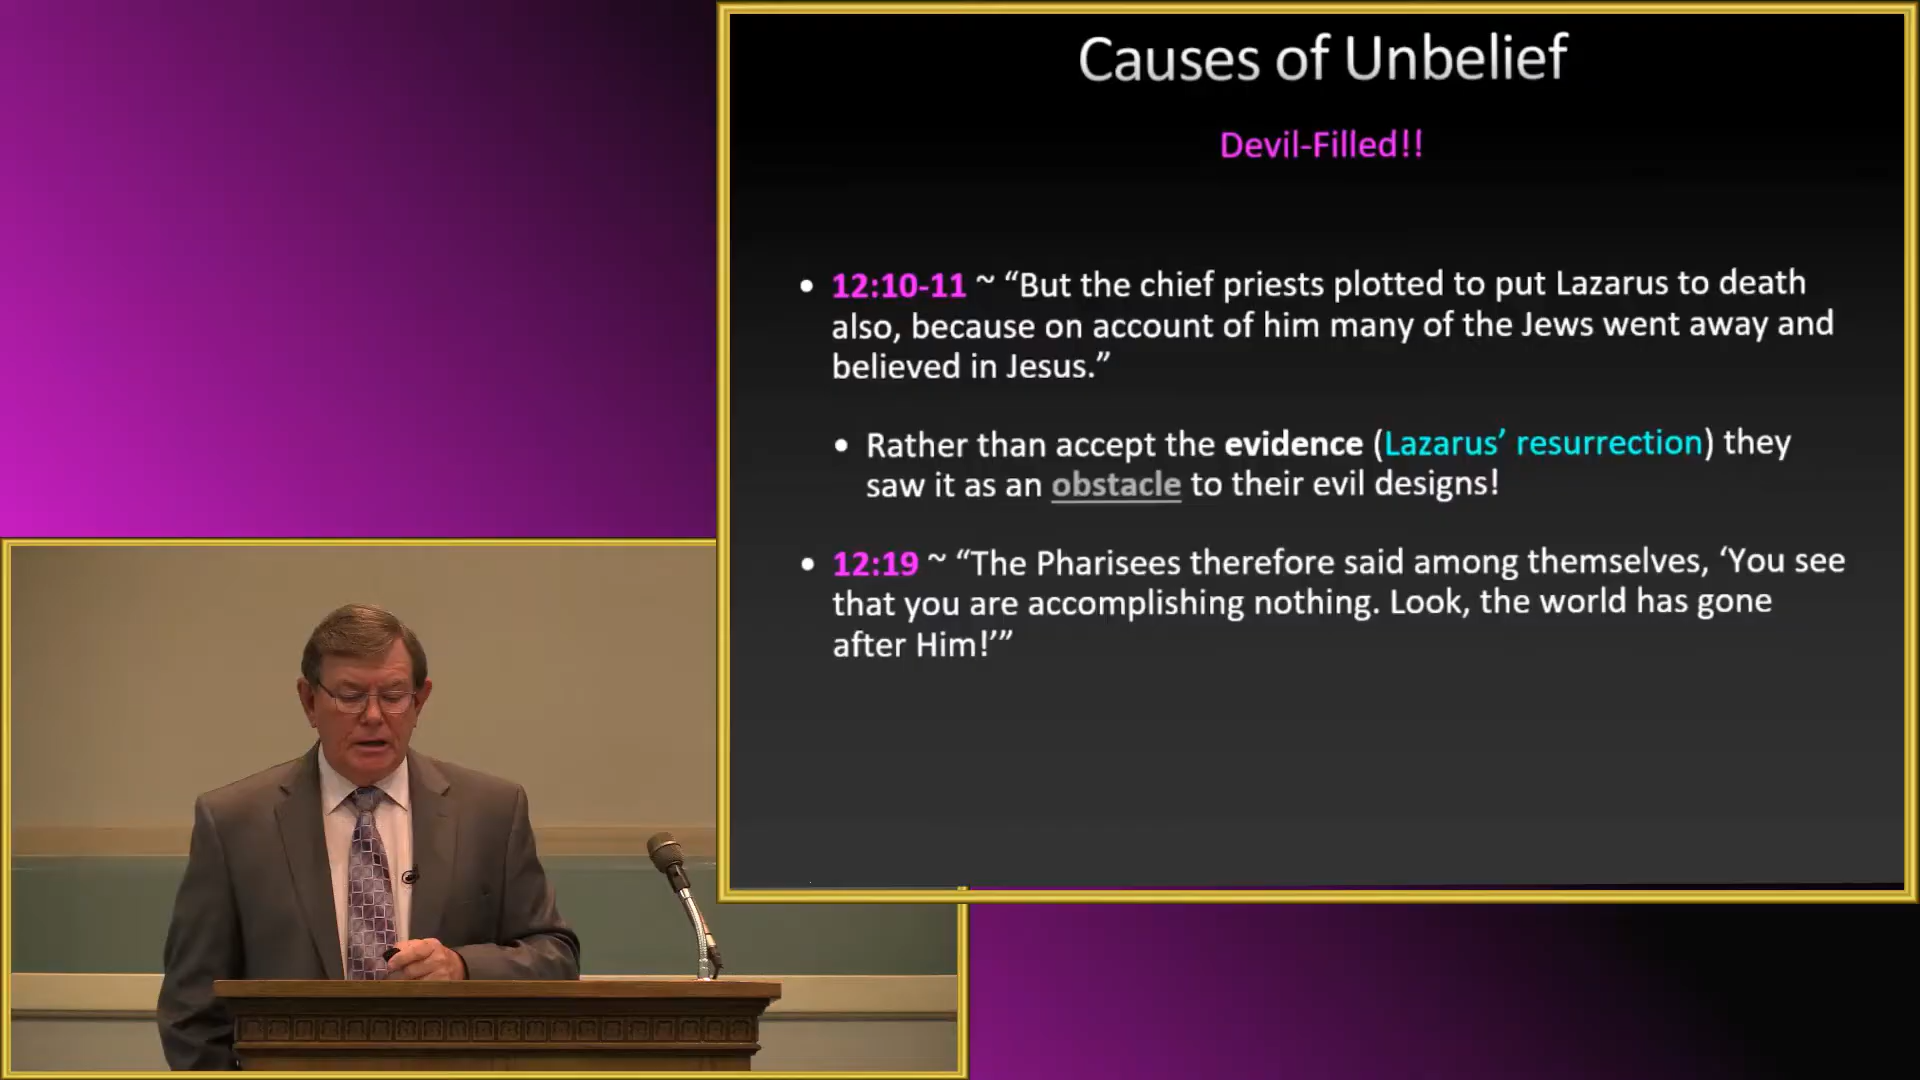 Causes of Unbelief
Devil-Filled!!
• 12:10-11 ~ “But the chief priests plotted to put Lazarus to death
also, because on account of him many of the Jews went away and
believed in Jesus.”
• Rather than accept the evidence (Lazarus’ resurrection) they
saw it as an obstacle to their evil designs!
• 12:19 ~ “The Pharisees therefore said among themselves, ‘You see
that you are accomplishing nothing. Look, the world has gone
after Him!’”